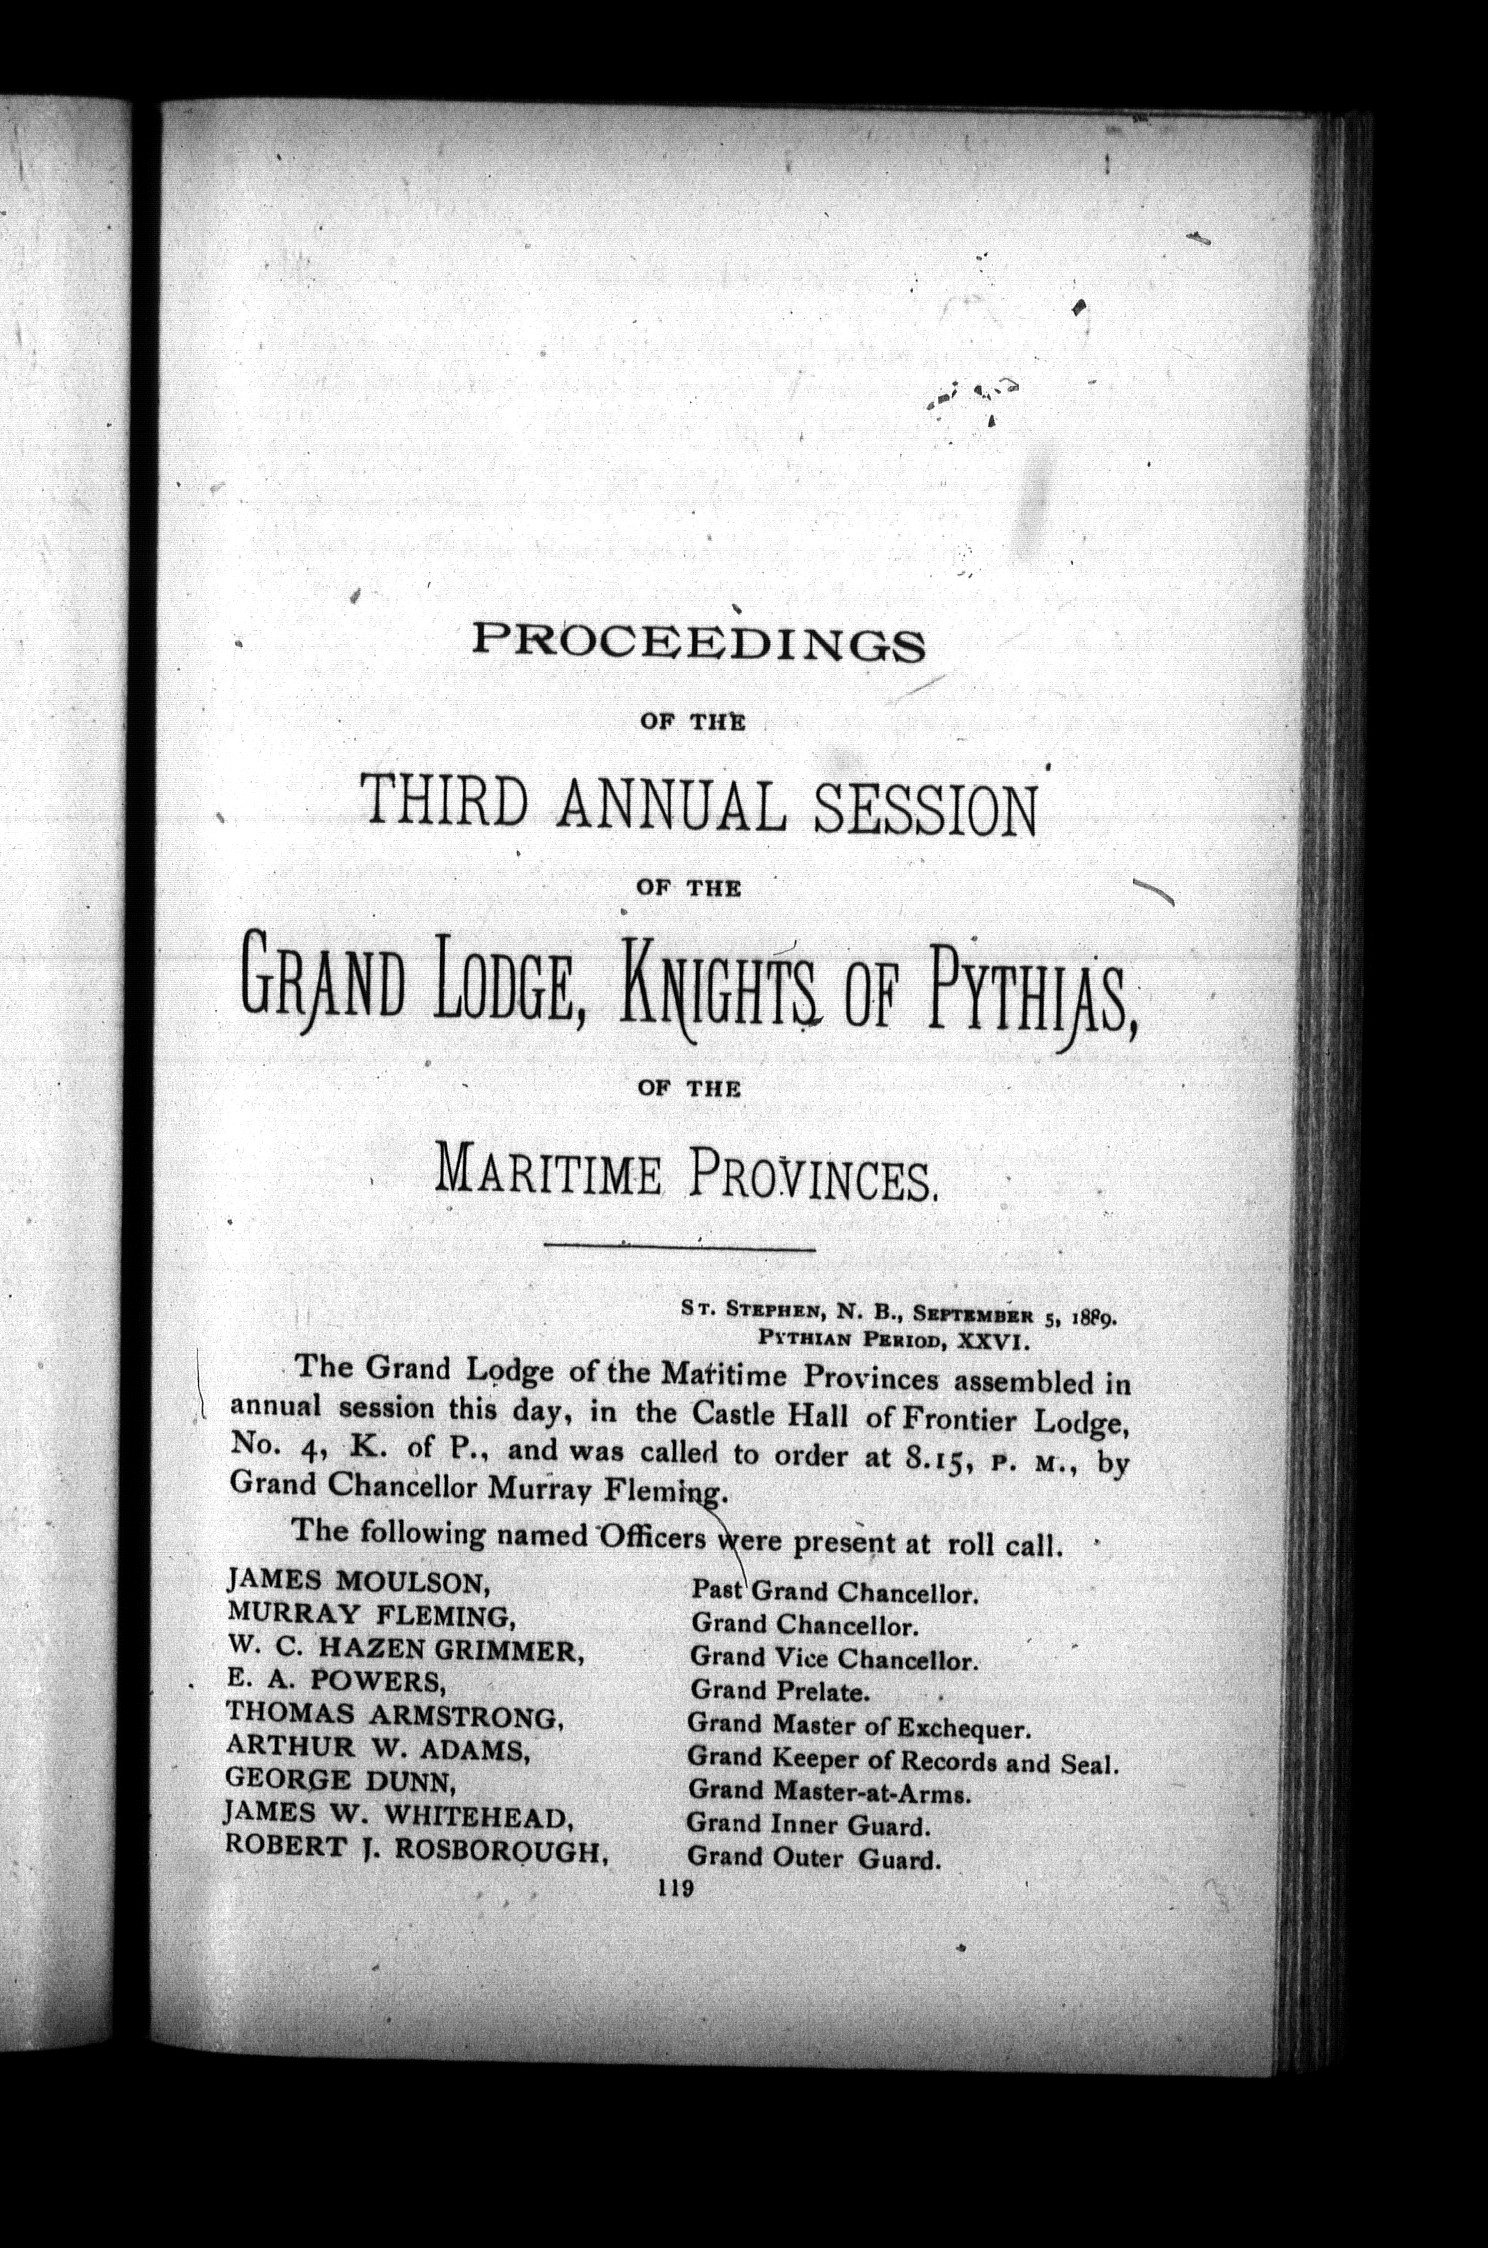 PROCEEDINGS
OF THE
THIRD ANNUAL SESSION
OF THE
GRAND LODGE, KNIGHTS OF PYTHIAS,
OF THE
MARITIME PROVINCES.
ST. STEPHEN, N. B., SEPTEMBER 5, 1889.
PYTHIAN PERIOD, XXVI.
The Grand Lodge of the Maritime Provinces assembled in
annual session this day, in the Castle Hall of Frontier Lodge,
No. 4, K. of P., and was called to order at 8.15, P. M., by
Grand Chancellor Murray Fleming.
The following named Officers were present at roll call.
JAMES MOULSON, Past Grand Chancellor.
MURRAY FLEMING, Grand Chancellor.
W. C. HAZEN GRIMMER, Grand Vice Chancellor.
E. A. POWERS, Grand Prelate.
THOMAS ARMSTRONG, Grand Master of Exchequer.
ARTHUR W. ADAMS, Grand Keeper of Records and Seal.
GEORGE DUNN, Grand Master-at-Arms.
JAMES W. WHITEHEAD, Grand Inner Guard.
ROBERT J. ROSBOROUGH, Grand Outer Guard.
119